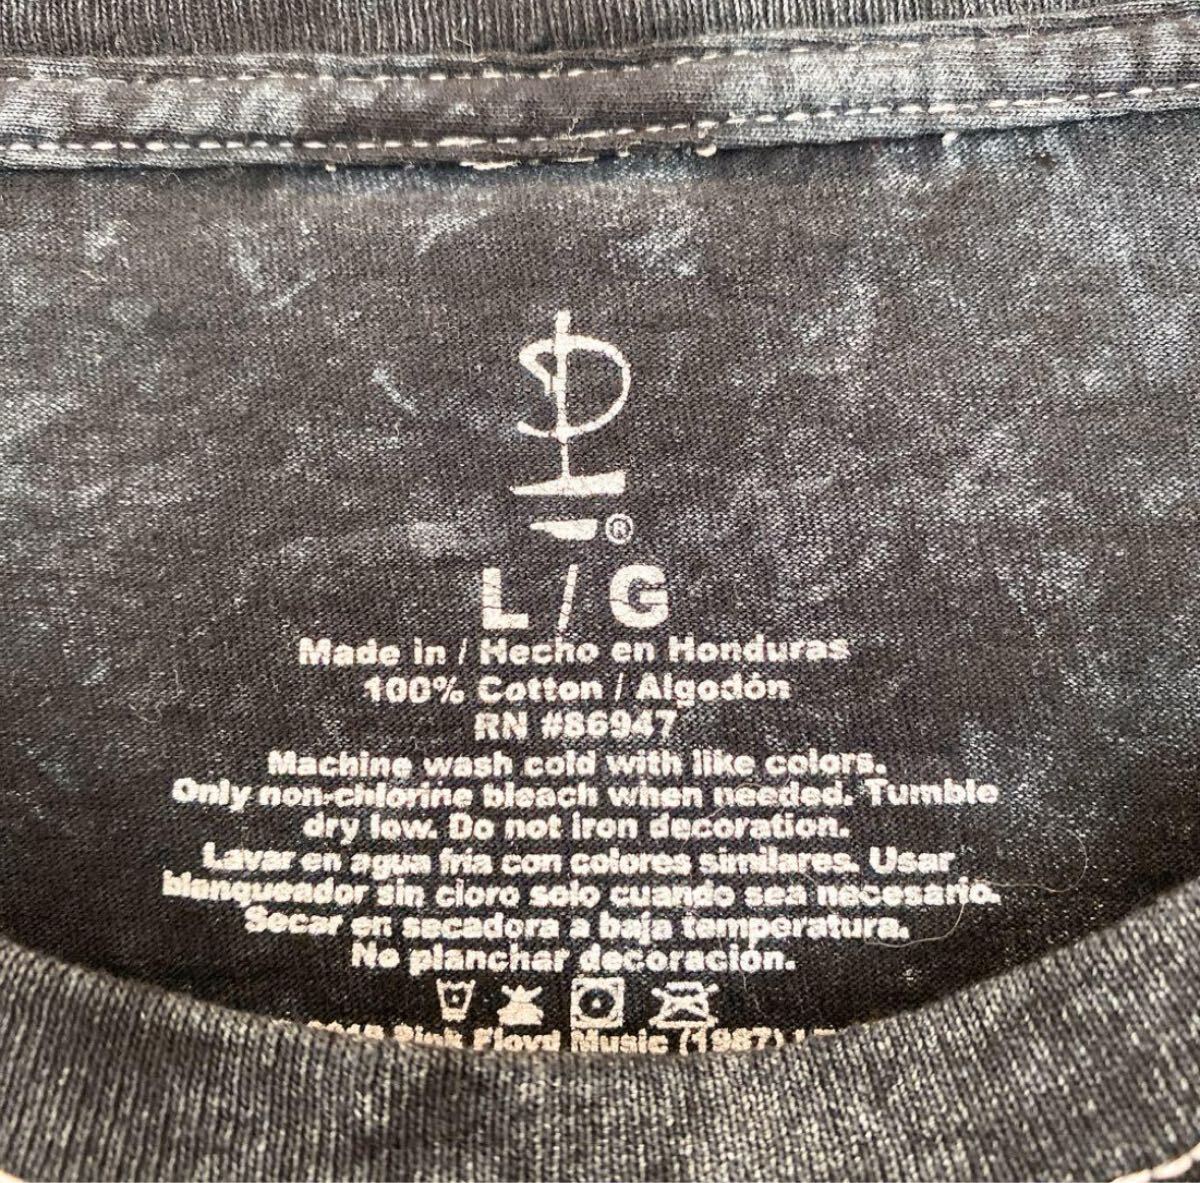 ®
L / G
Made in / Hecho en Honduras
100% Cotton / Algodón
RN #86947
Machine wash cold with like colors.
Only non-chlorine bleach when needed. Tumble
dry low. Do not iron decoration.
Lavar en agua fria con colores similares. Usar
blanqueador sin cloro solo cuando sea necesario.
Secar en secadora a baja temperatura.
No planchar decoración.
Pink Floyd Music (1987)